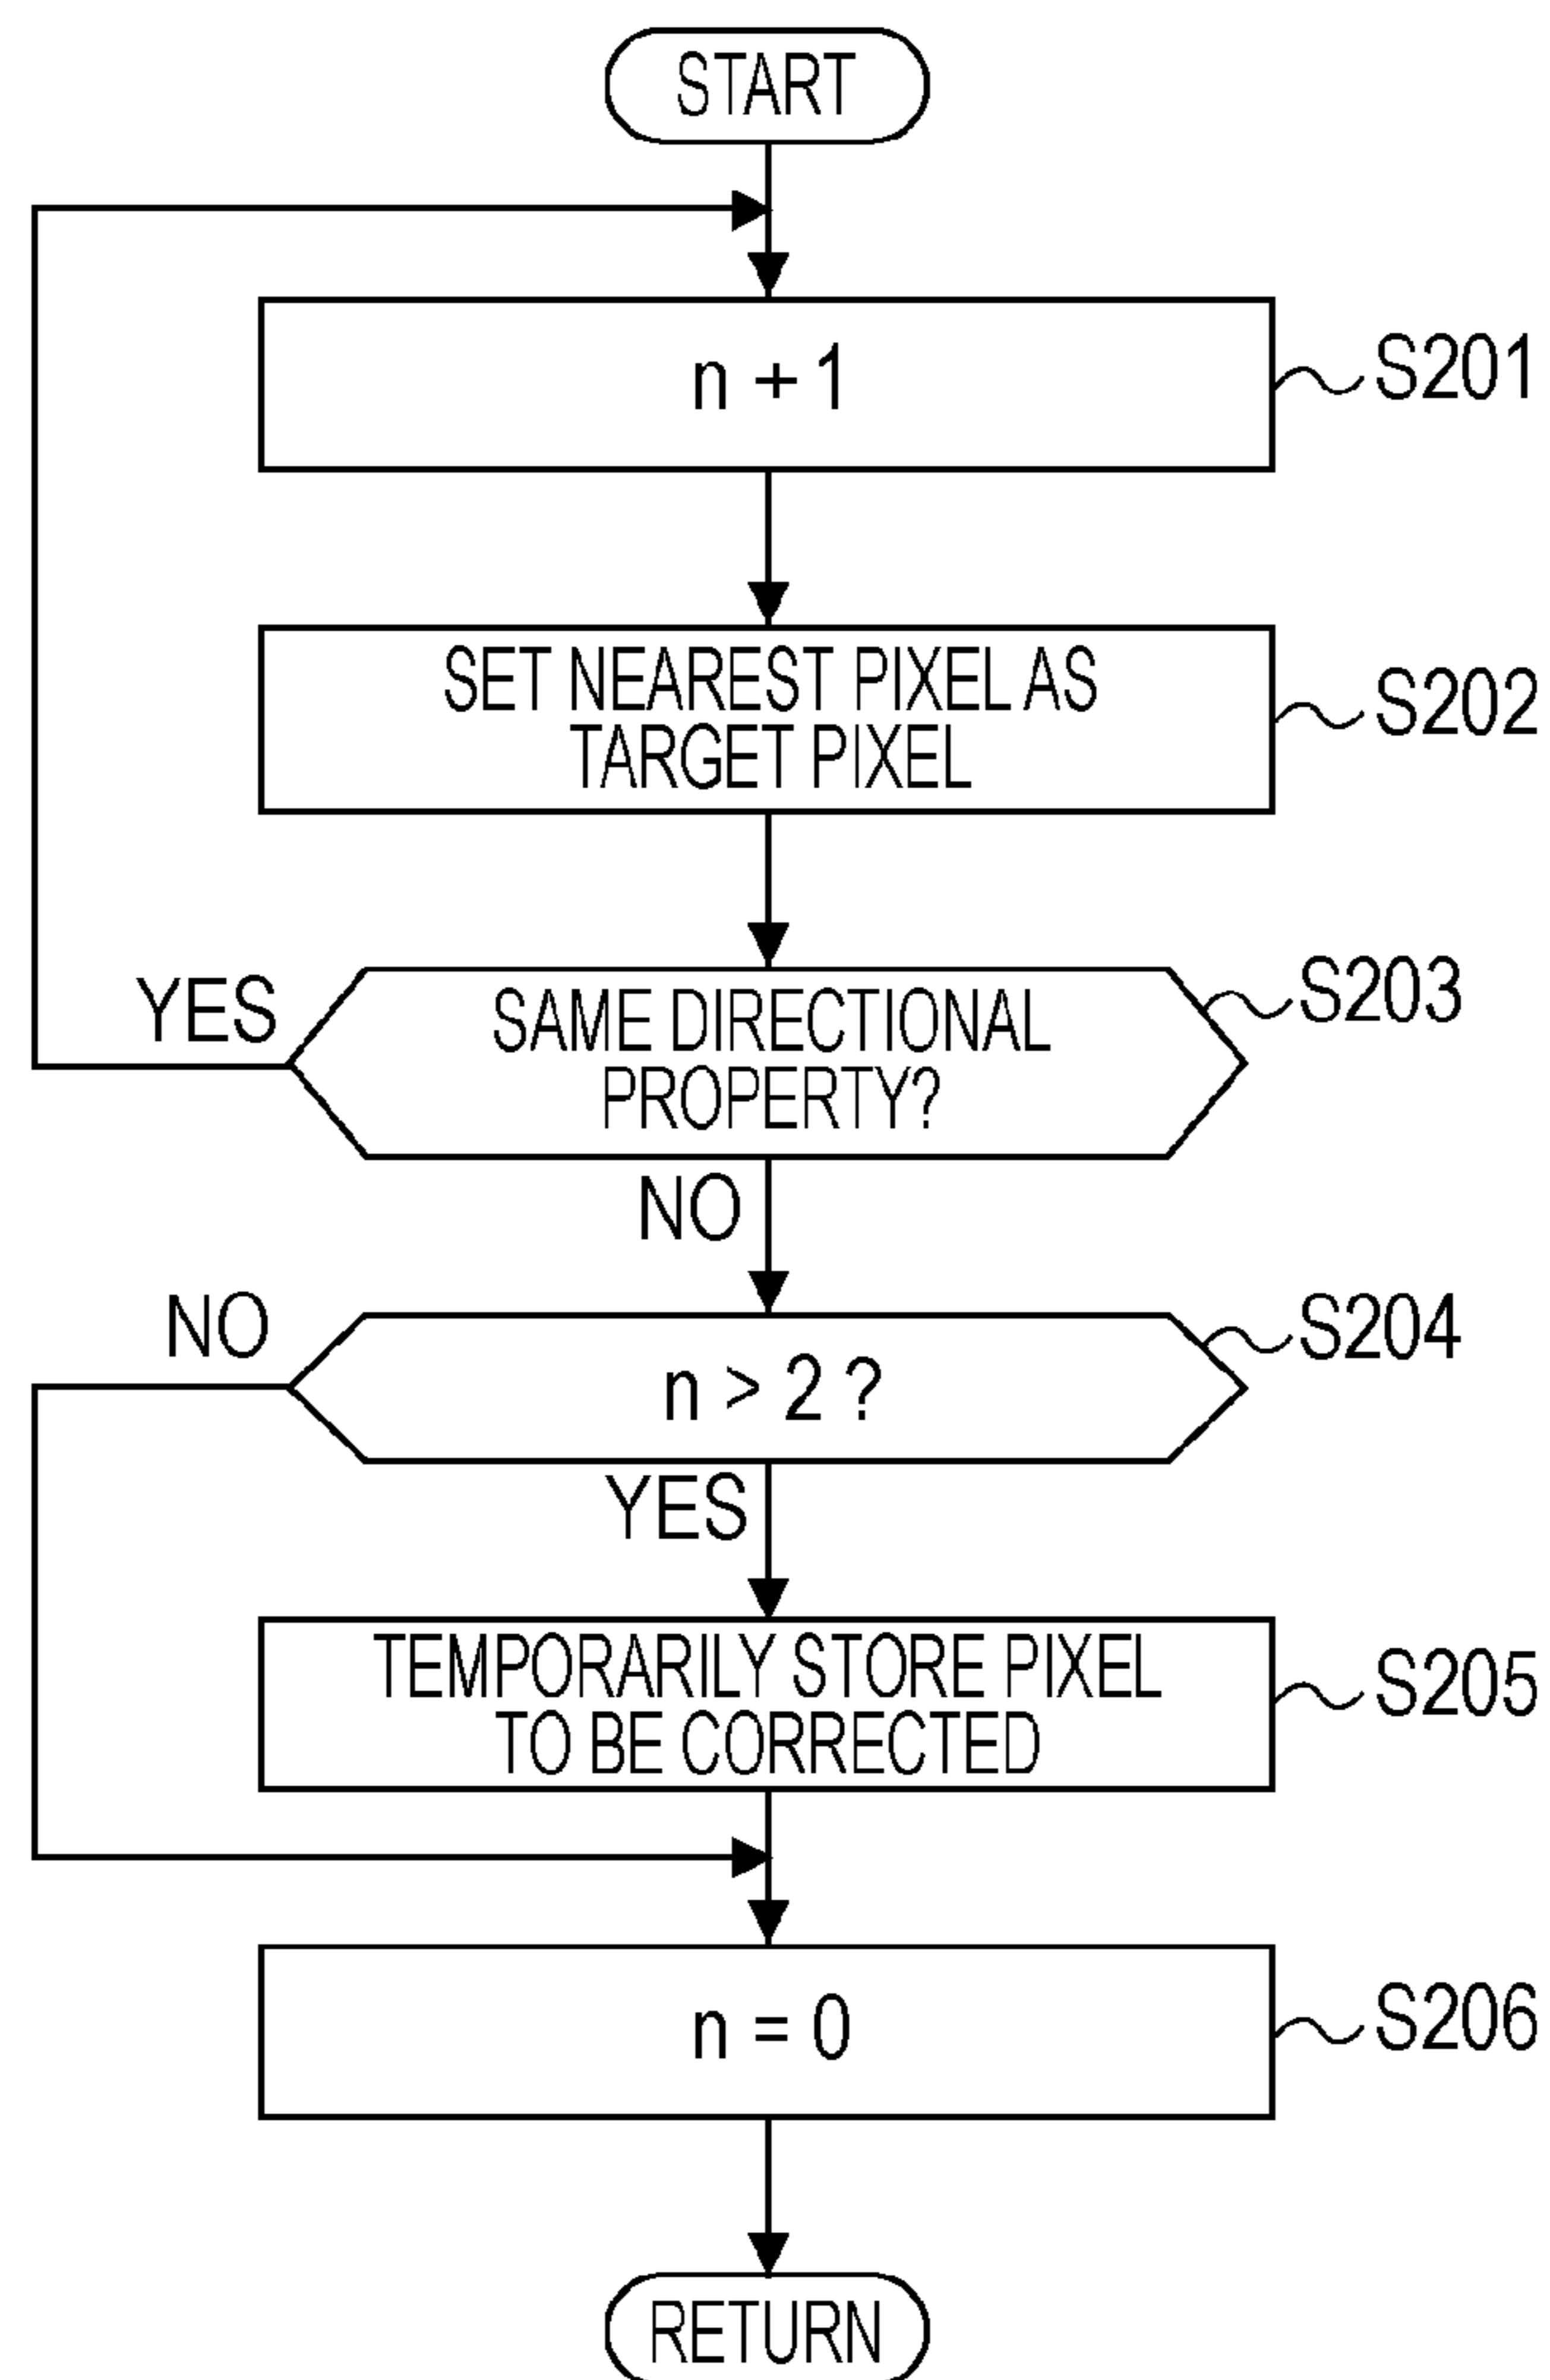 START
n + 1
S201
SET NEAREST PIXEL AS
TARGET PIXEL
S202
YES
SAME DIRECTIONAL
PROPERTY?
S203
NO
NO
n > 2 ?
S204
YES
TEMPORARILY STORE PIXEL
TO BE CORRECTED
S205
n = 0
S206
RETURN